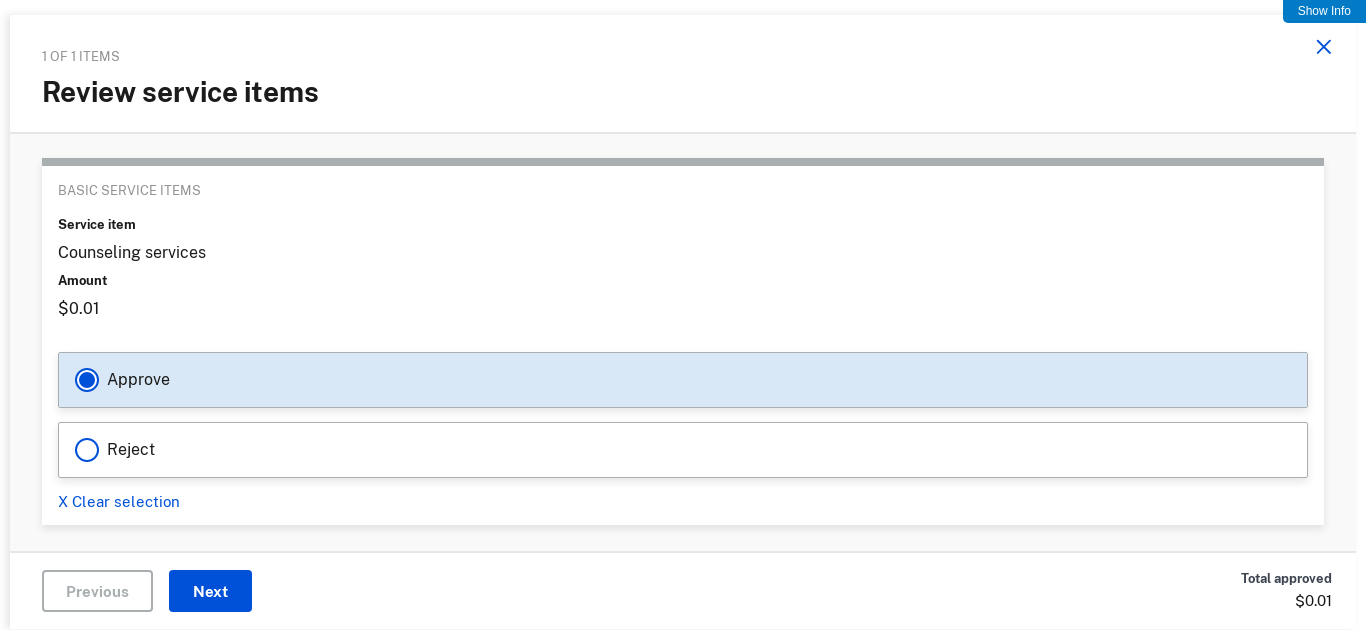 Show Info
1 OF 1 ITEMS
Review service items
BASIC SERVICE ITEMS
Service item
Counseling services
Amount
$0.01
Approve
Reject
X Clear selection
Previous
Next
Total approved
$0.01